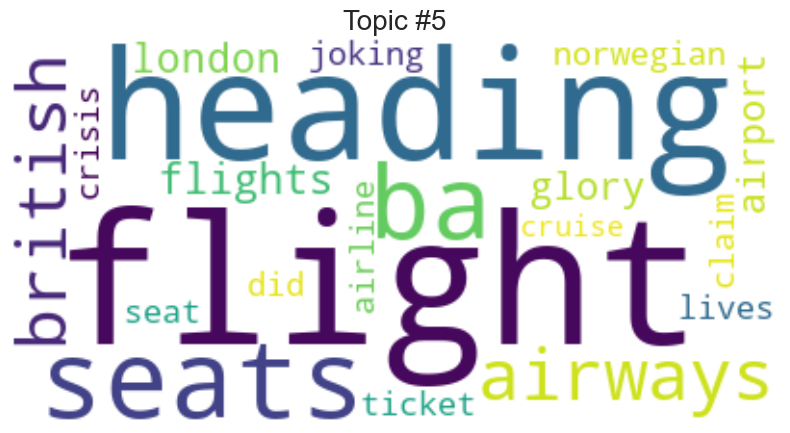 Topic #5
london
joking
norwegian
heading
british
crisis
airport
flights
ba
glory
flight
airline
cruise
claim
did
seat
lives
seats
airways
ticket